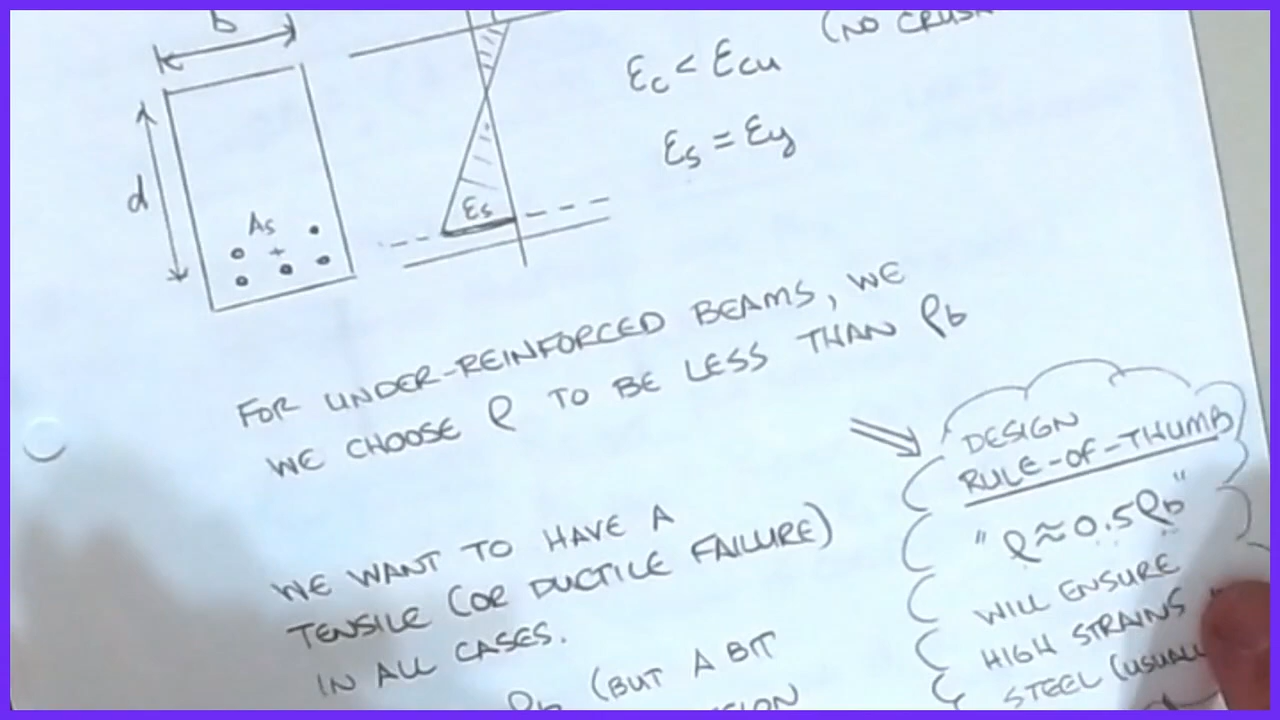 b
d
As
εs
εc < εcu
(NO
εs = εy
FOR UNDER-REINFORCED BEAMS, WE
WE CHOOSE ρ TO BE LESS THAN ρb
WE WANT TO HAVE A
TENSILE (OR DUCTILE FAILURE)
IN ALL CASES.
ρb (BUT A BIT
DESIGN
RULE-OF-THUMB
"ρ ≈ 0.5ρb"
WILL ENSURE
HIGH STRAINS
STEEL